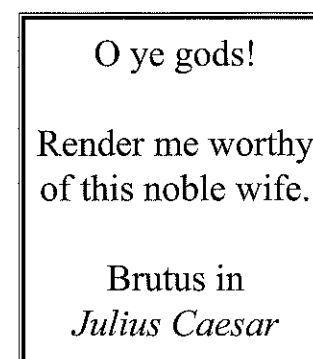 O ye gods!
Render me worthy
of this noble wife.
Brutus in
Julius Caesar